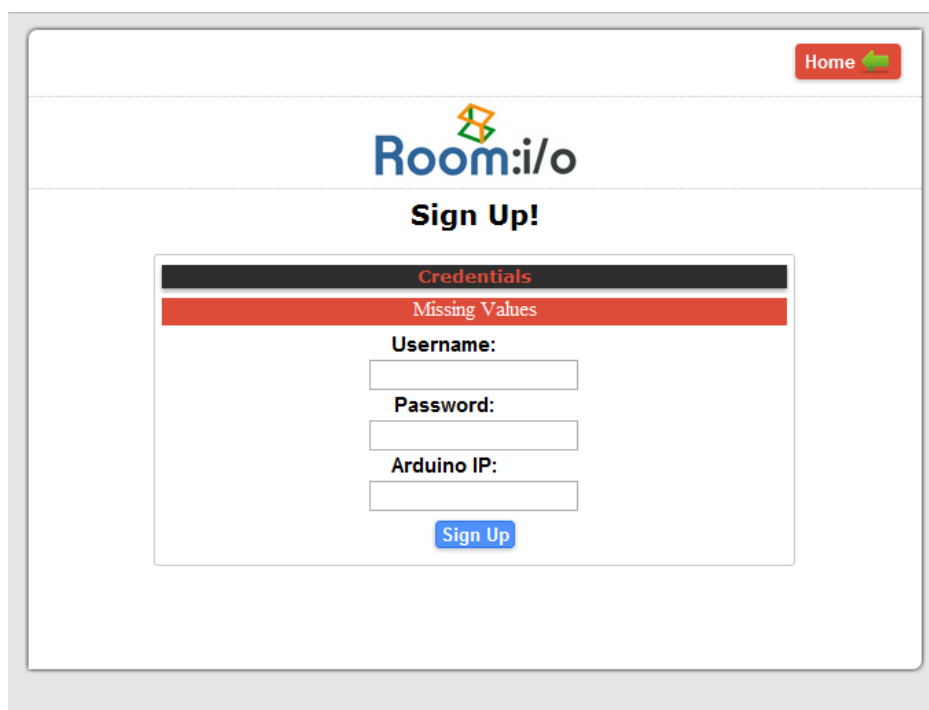 Home
Room:i/o
Sign Up!
Credentials
Missing Values
Username:
Password:
Arduino IP:
Sign Up